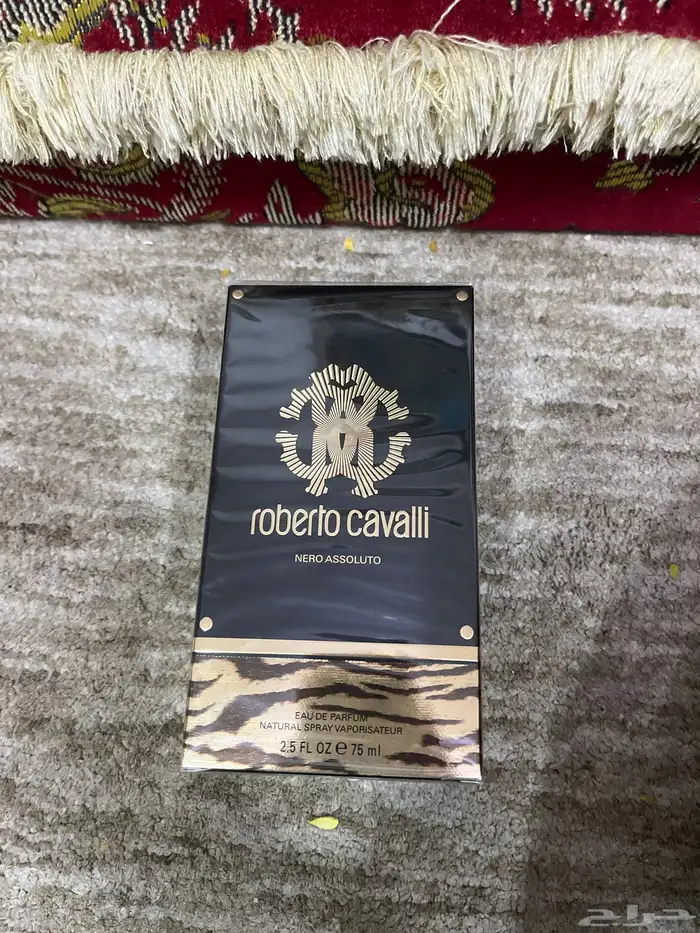 roberto cavalli
NERO ASSOLUTO
EAU DE PARFUM
NATURAL SPRAY VAPORISATEUR
2.5 FL OZ e 75 ml
حراج